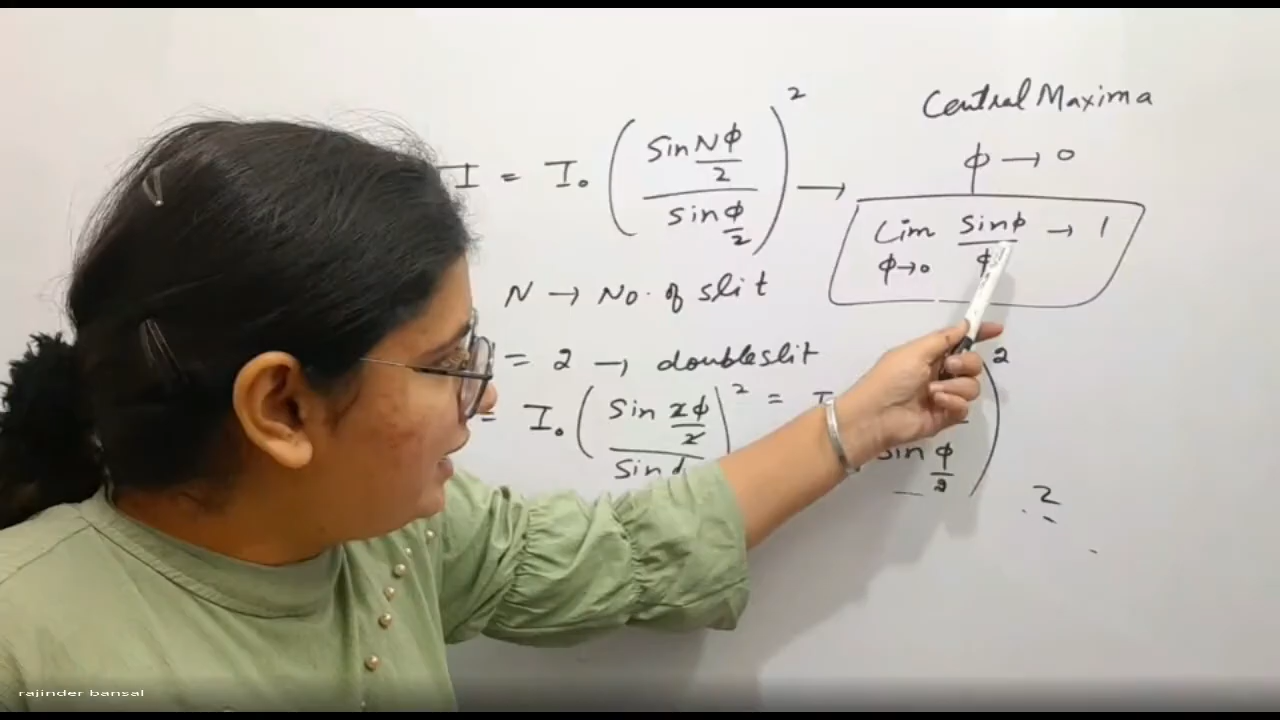 Central Maxima
I = I₀ (sin Nϕ/2 / sin ϕ/2)² →
ϕ → 0
Lim ϕ→0 sinϕ/ϕ → 1
N → No. of slit
= 2 → doubleslit
= I₀ (sin 2ϕ/2 / sin)² =
sin ϕ/2
2
2
rajinder bansal